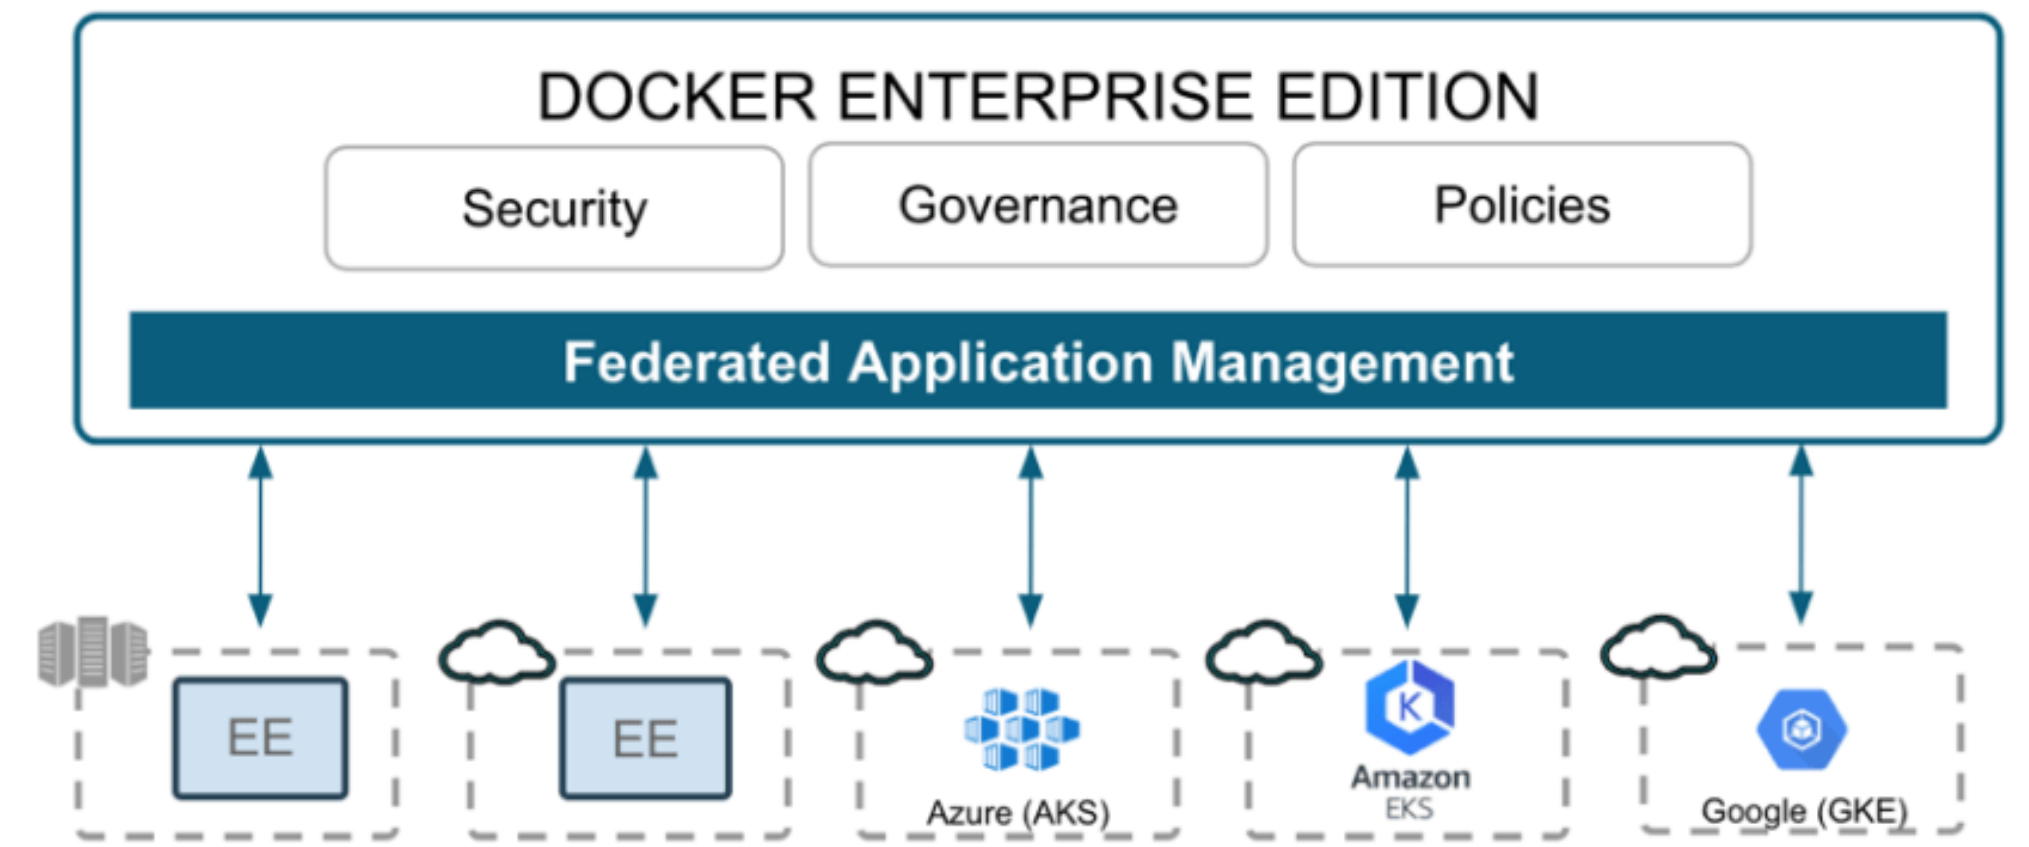 DOCKER ENTERPRISE EDITION
Security
Governance
Policies
Federated Application Management
EE
EE
Azure (AKS)
K
Amazon
EKS
Google (GKE)